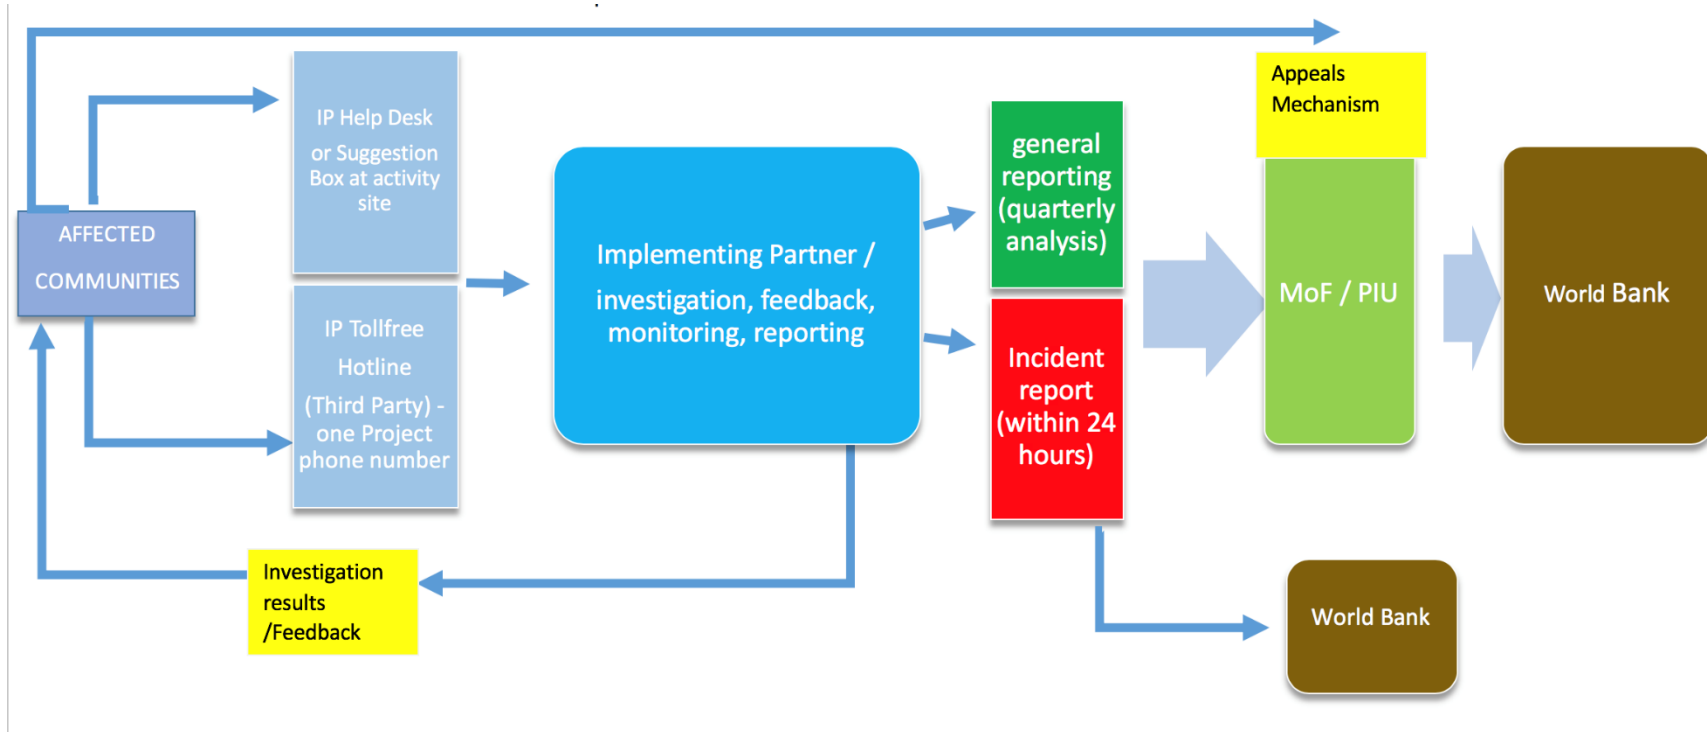 Appeals
Mechanism
IP Help Desk
or Suggestion
Box at activity
site
AFFECTED
COMMUNITIES
IP Tollfree
Hotline
(Third Party) -
one Project
phone number
Implementing Partner /
investigation, feedback,
monitoring, reporting
general
reporting
(quarterly
analysis)
Incident
report
(within 24
hours)
MoF / PIU
World Bank
Investigation
results
/Feedback
World Bank